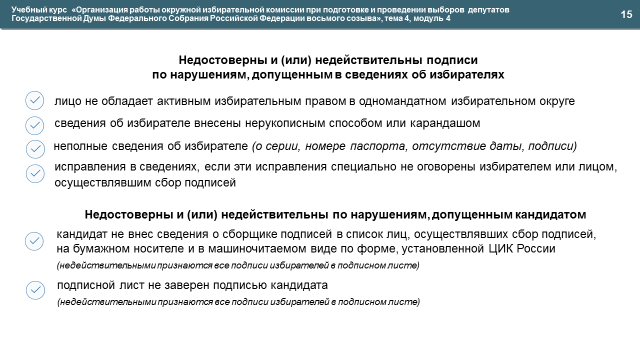 Учебный курс «Организация работы окружной избирательной комиссии при подготовке и проведении выборов депутатов
Государственной Думы Федерального Собрания Российской Федерации восьмого созыва», тема 4, модуль 4
15
Недостоверны и (или) недействительны подписи
по нарушениям, допущенным в сведениях об избирателях
лицо не обладает активным избирательным правом в одномандатном избирательном округе
сведения об избирателе внесены нерукописным способом или карандашом
неполные сведения об избирателе (о серии, номере паспорта, отсутствие даты, подписи)
исправления в сведениях, если эти исправления специально не оговорены избирателем или лицом,
осуществлявшим сбор подписей
Недостоверны и (или) недействительны по нарушениям, допущенным кандидатом
кандидат не внес сведения о сборщике подписей в список лиц, осуществлявших сбор подписей,
на бумажном носителе и в машиночитаемом виде по форме, установленной ЦИК России
(недействительными признаются все подписи избирателей в подписном листе)
подписной лист не заверен подписью кандидата
(недействительными признаются все подписи избирателей в подписном листе)